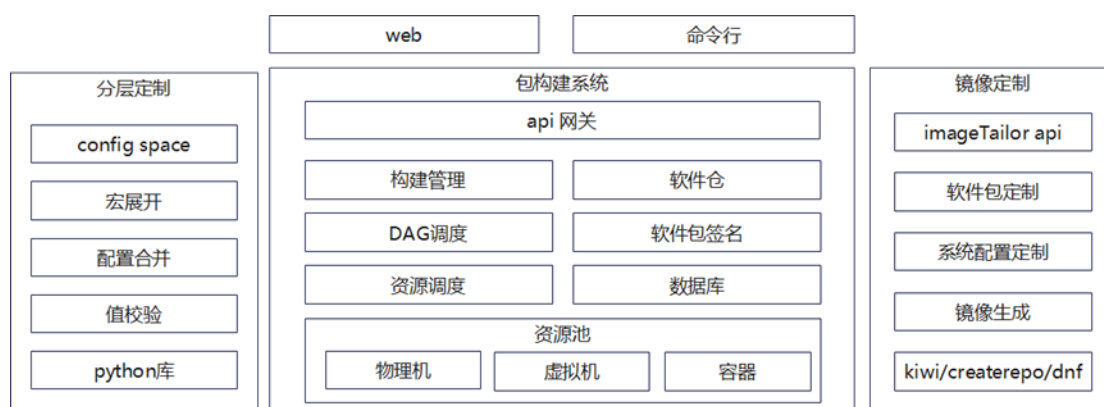 web
命令行
分层定制
config space
宏展开
配置合并
值校验
python库
包构建系统
api 网关
构建管理
软件仓
DAG调度
软件包签名
资源调度
数据库
资源池
物理机
虚拟机
容器
镜像定制
imageTailor api
软件包定制
系统配置定制
镜像生成
kiwi/createrepo/dnf